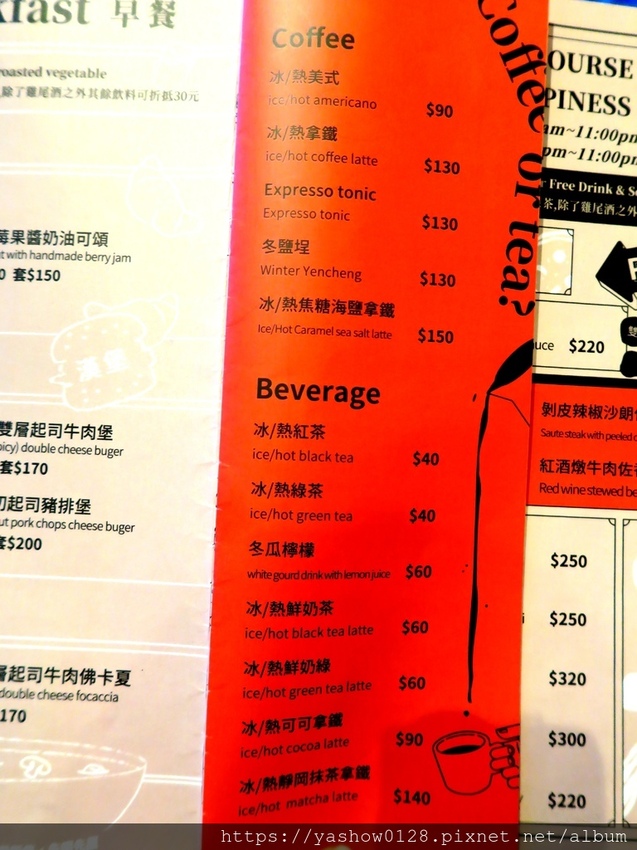 fast 早餐
roasted vegetable
除了雞尾酒之外其餘飲料可折抵30元
莓果醬奶油可頌
with handmade berry jam
套$150
漢堡
雙層起司牛肉堡
double cheese buger
套$170
起司豬排堡
pork chops cheese buger
$200
起司牛肉佛卡夏
double cheese focaccia
170
Coffee
冰/熱美式
ice/hot americano $90
冰/熱拿鐵
ice/hot coffee latte $130
Expresso tonic
Expresso tonic $130
冬鹽埕
Winter Yencheng $130
冰/熱焦糖海鹽拿鐵
Ice/Hot Caramel sea salt latte $150
Beverage
冰/熱紅茶
ice/hot black tea $40
冰/熱綠茶
ice/hot green tea $40
冬瓜檸檬
white gourd drink with lemon juice $60
冰/熱鮮奶茶
ice/hot black tea latte $60
冰/熱鮮奶綠
ice/hot green tea latte $60
冰/熱可可拿鐵
ice/hot cocoa latte $90
冰/熱靜岡抹茶拿鐵
ice/hot matcha latte $140
Coffee or tea?
OURSE
PINESS
am~11:00pm
pm~11:00pm
Free Drink & S
茶,除了雞尾酒之外
uce $220
剝皮辣椒沙朗
Saute steak with peeled
紅酒燉牛肉佐
Red wine stewed be
$250
$250
$320
$300
$220
https://yashow0128.pixnet.net/album